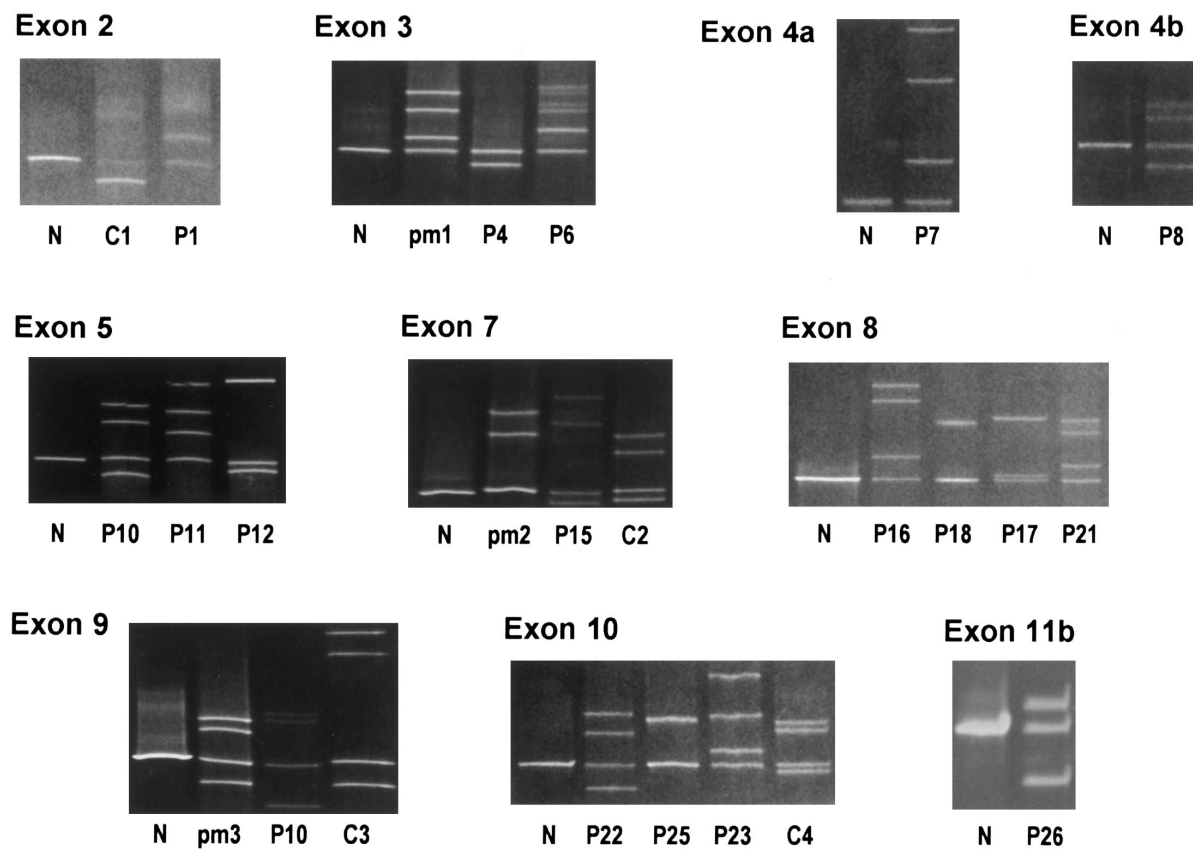 Exon 2 Exon 3 Exon 4a Exon 4b
N C1 P1 N pm1 P4 P6 N P7 N P8
Exon 5 Exon 7 Exon 8
N P10 P11 P12 N pm2 P15 C2 N P16 P18 P17 P21
Exon 9 Exon 10 Exon 11b
N pm3 P10 C3 N P22 P25 P23 C4 N P26